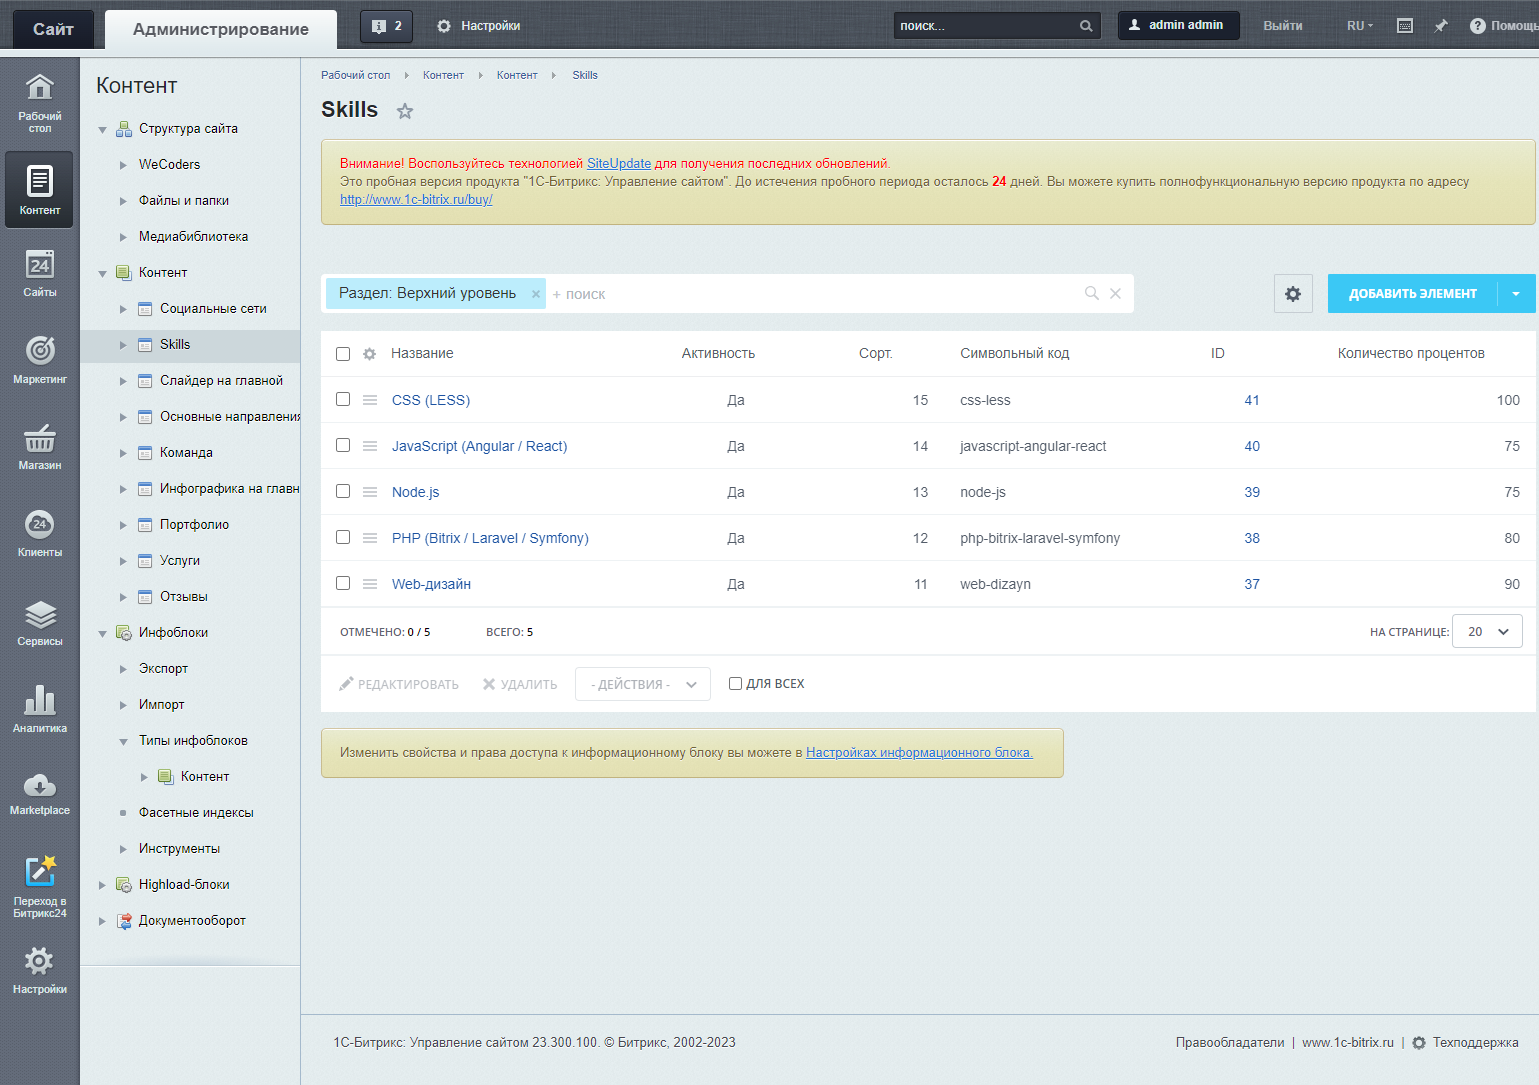 Сайт
Администрирование
2
Настройки
поиск...
admin admin
Выйти
RU
Помощь
Рабочий стол
Контент
24
Сайты
Маркетинг
Магазин
24
Клиенты
Сервисы
Аналитика
Marketplace
Переход в Битрикс24
Настройки
Контент
Структура сайта
WeCoders
Файлы и папки
Медиабиблиотека
Контент
Социальные сети
Skills
Слайдер на главной
Основные направления
Команда
Инфографика на главн
Портфолио
Услуги
Отзывы
Инфоблоки
Экспорт
Импорт
Типы инфоблоков
Контент
Фасетные индексы
Инструменты
Highload-блоки
Документооборот
Рабочий стол Контент Контент Skills
Skills
Внимание! Воспользуйтесь технологией SiteUpdate для получения последних обновлений.
Это пробная версия продукта "1С-Битрикс: Управление сайтом". До истечения пробного периода осталось 24 дней. Вы можете купить полнофункциональную версию продукта по адресу
http://www.1c-bitrix.ru/buy/
Раздел: Верхний уровень × + поиск
ДОБАВИТЬ ЭЛЕМЕНТ
Название Активность Сорт. Символьный код ID Количество процентов
CSS (LESS) Да 15 css-less 41 100
JavaScript (Angular / React) Да 14 javascript-angular-react 40 75
Node.js Да 13 node-js 39 75
PHP (Bitrix / Laravel / Symfony) Да 12 php-bitrix-laravel-symfony 38 80
Web-дизайн Да 11 web-dizayn 37 90
ОТМЕЧЕНО: 0 / 5 ВСЕГО: 5 НА СТРАНИЦЕ: 20
РЕДАКТИРОВАТЬ УДАЛИТЬ - ДЕЙСТВИЯ - ДЛЯ ВСЕХ
Изменить свойства и права доступа к информационному блоку вы можете в Настройках информационного блока.
1С-Битрикс: Управление сайтом 23.300.100. © Битрикс, 2002-2023
Правообладатели | www.1c-bitrix.ru | Техподдержка